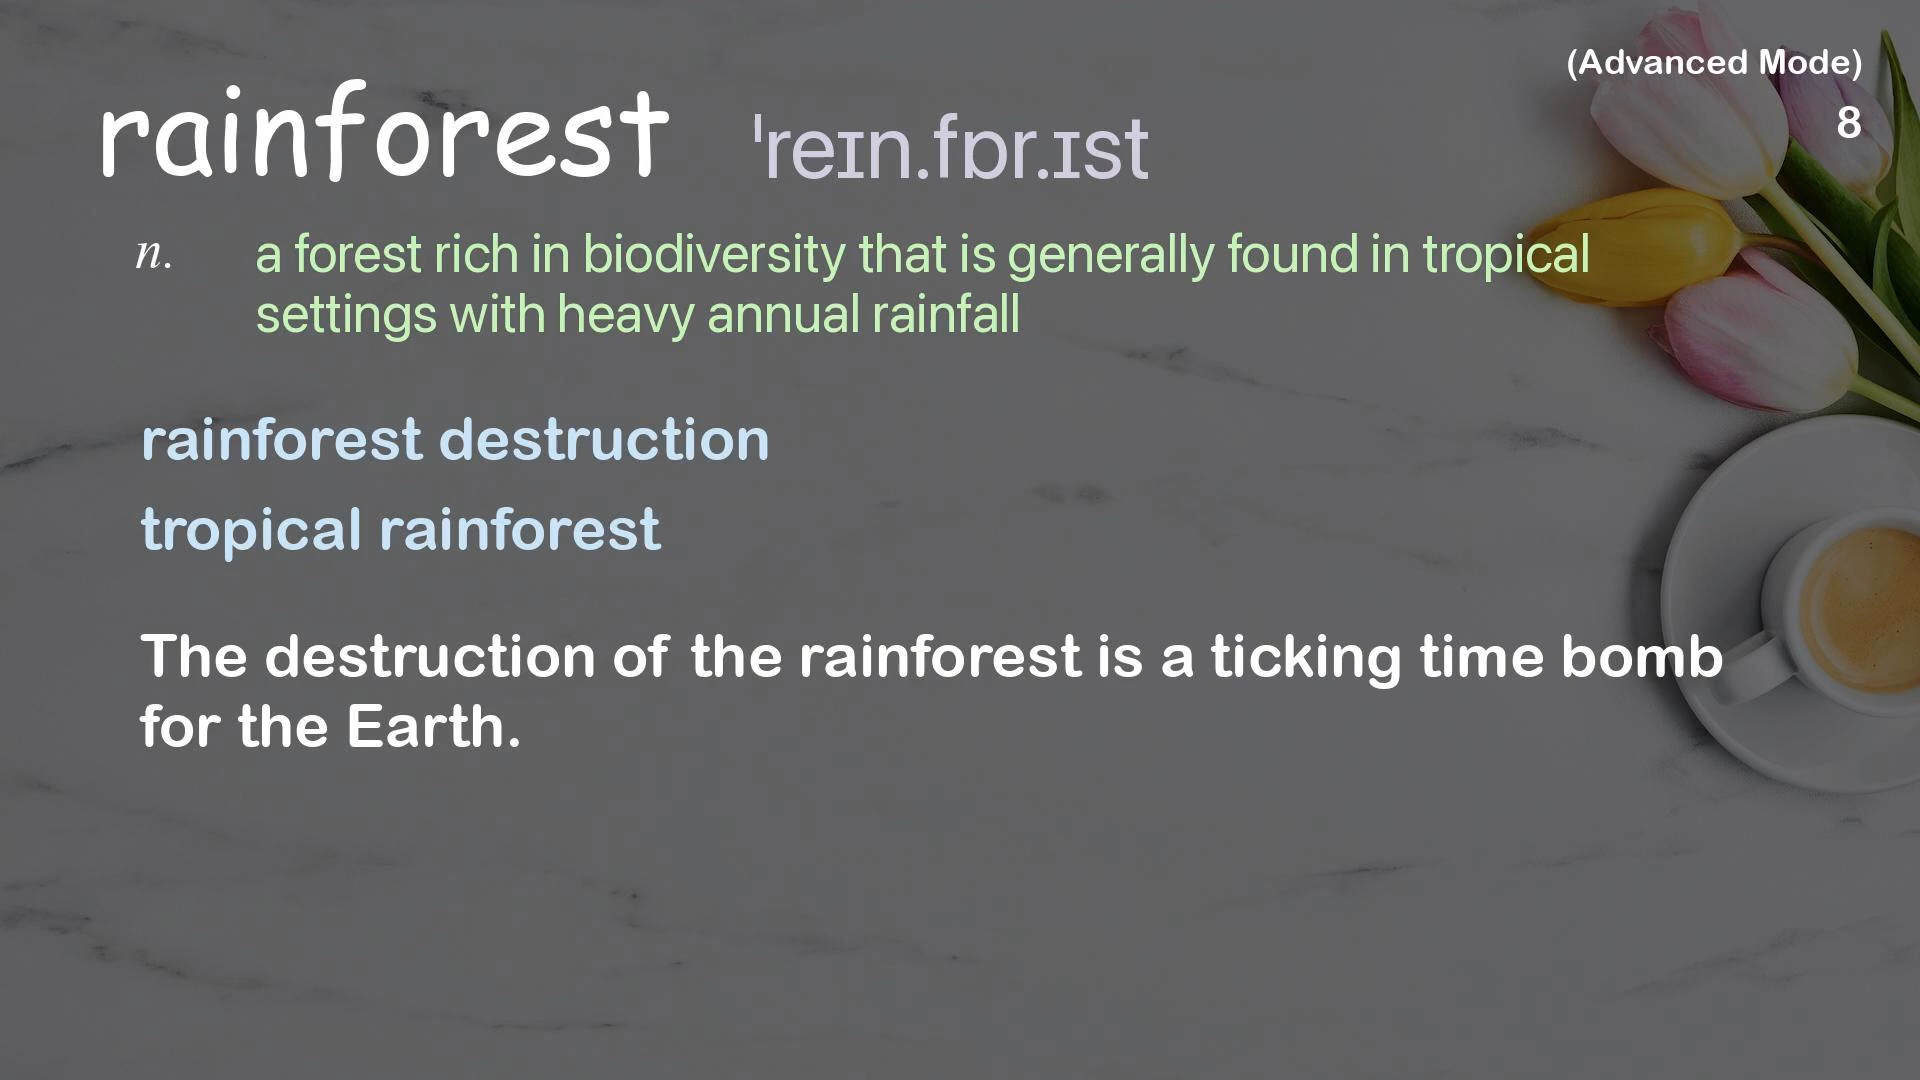 (Advanced Mode)
8
rainforest ˈreɪn.fɒr.ɪst
n. a forest rich in biodiversity that is generally found in tropical
settings with heavy annual rainfall
rainforest destruction
tropical rainforest
The destruction of the rainforest is a ticking time bomb
for the Earth.